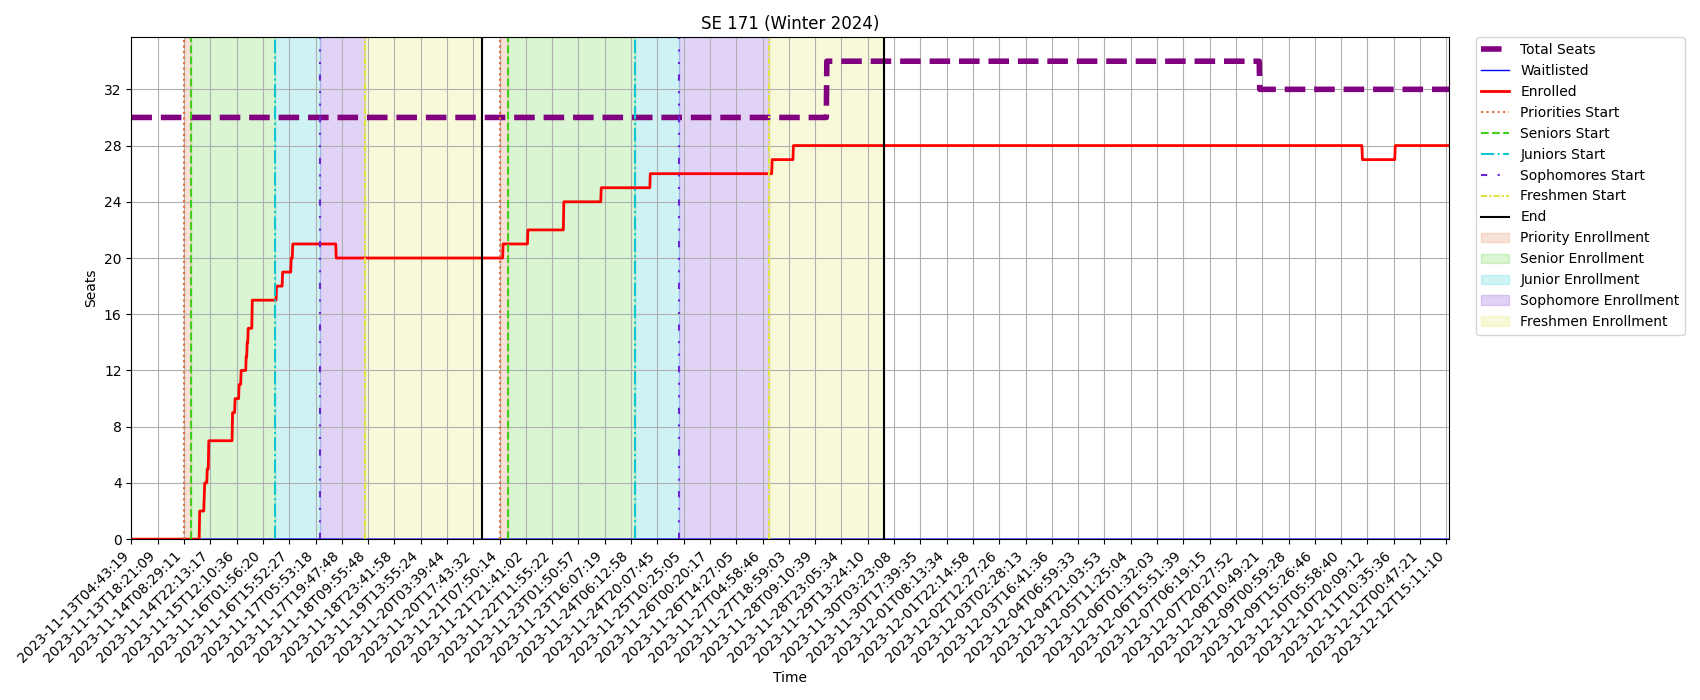 SE 171 (Winter 2024)
Total Seats
Waitlisted
Enrolled
Priorities Start
Seniors Start
Juniors Start
Sophomores Start
Freshmen Start
End
Priority Enrollment
Senior Enrollment
Junior Enrollment
Sophomore Enrollment
Freshmen Enrollment
Seats
32
28
24
20
16
12
8
4
0
2023-11-13T04:43:19
2023-11-13T18:21:09
2023-11-14T08:29:11
2023-11-14T22:13:17
2023-11-15T12:10:36
2023-11-16T01:56:20
2023-11-16T15:52:27
2023-11-17T05:53:18
2023-11-17T19:47:48
2023-11-18T09:55:48
2023-11-18T23:41:58
2023-11-19T13:55:24
2023-11-20T03:39:44
2023-11-20T17:43:32
2023-11-21T07:50:14
2023-11-21T21:41:02
2023-11-22T11:55:22
2023-11-23T01:50:57
2023-11-23T16:07:19
2023-11-24T06:12:58
2023-11-24T20:07:45
2023-11-25T10:25:05
2023-11-26T00:20:17
2023-11-26T14:27:05
2023-11-27T04:58:46
2023-11-27T18:59:03
2023-11-28T09:10:39
2023-11-28T23:05:34
2023-11-29T13:24:10
2023-11-30T03:23:08
2023-11-30T17:39:35
2023-12-01T08:13:34
2023-12-01T22:14:58
2023-12-02T12:27:26
2023-12-03T02:28:13
2023-12-03T16:41:36
2023-12-04T06:59:33
2023-12-04T21:03:53
2023-12-05T11:25:04
2023-12-06T01:32:03
2023-12-06T15:51:39
2023-12-07T06:19:15
2023-12-07T20:27:52
2023-12-08T10:49:21
2023-12-09T00:59:28
2023-12-09T15:26:46
2023-12-10T05:58:40
2023-12-10T20:09:12
2023-12-11T10:35:36
2023-12-12T00:47:21
2023-12-12T15:11:10
Time